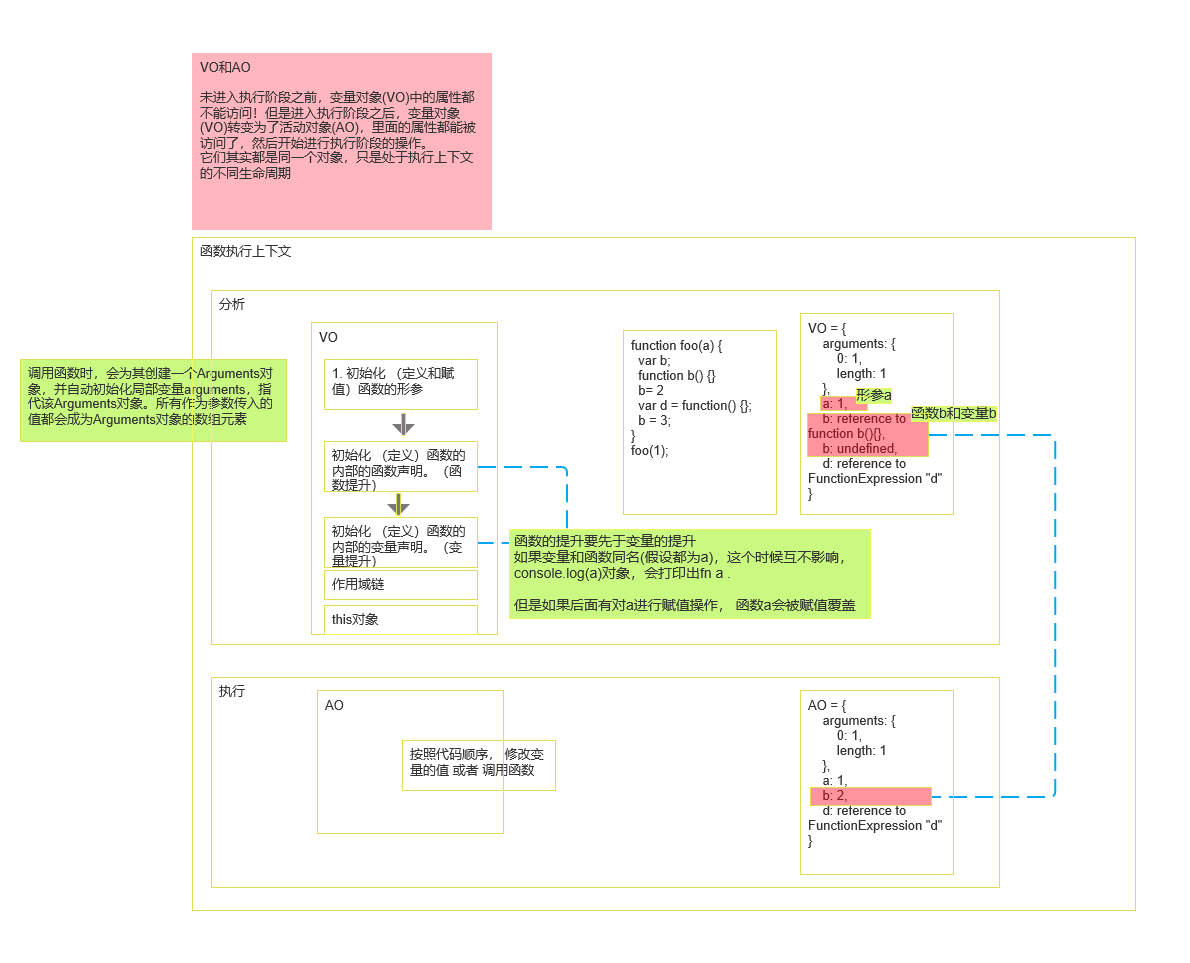 VO和AO
未进入执行阶段之前，变量对象(VO)中的属性都
不能访问！但是进入执行阶段之后，变量对象
(VO)转变为了活动对象(AO)，里面的属性都能被
访问了，然后开始进行执行阶段的操作。
它们其实都是同一个对象，只是处于执行上下文
的不同生命周期
函数执行上下文
分析
VO
1. 初始化 （定义和赋
值）函数的形参
初始化 （定义）函数的
内部的函数声明。（函
数提升）
初始化 （定义）函数的
内部的变量声明。（变
量提升）
作用域链
this对象
调用函数时，会为其创建一个Arguments对
象，并自动初始化局部变量arguments，指
代该Arguments对象。所有作为参数传入的
值都会成为Arguments对象的数组元素
function foo(a) {
var b;
function b() {}
b= 2
var d = function() {};
b = 3;
}
foo(1);
VO = {
arguments: {
0: 1,
length: 1
},
a: 1,
b: reference to
function b(){},
b: undefined,
d: reference to
FunctionExpression "d"
}
形参a
函数b和变量b
函数的提升要先于变量的提升
如果变量和函数同名(假设都为a)，这个时候互不影响，
console.log(a)对象，会打印出fn a .
但是如果后面有对a进行赋值操作， 函数a会被赋值覆盖
执行
AO
按照代码顺序， 修改变
量的值 或者 调用函数
AO = {
arguments: {
0: 1,
length: 1
},
a: 1,
b: 2,
d: reference to
FunctionExpression "d"
}